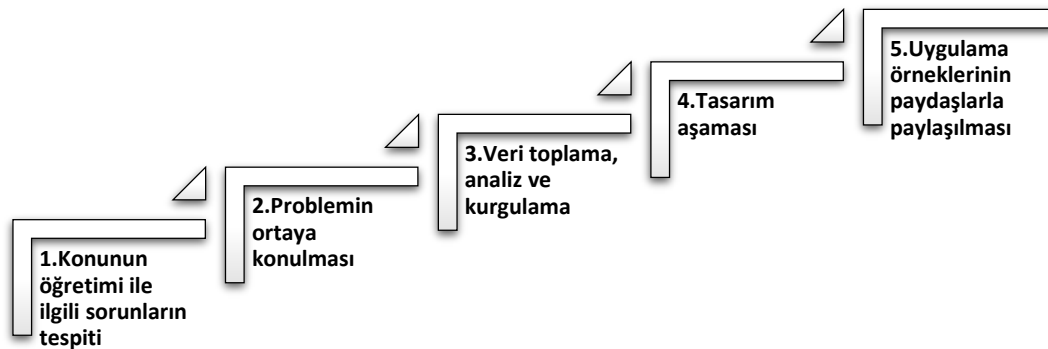 1.Konunun
öğretimi ile
ilgili sorunların
tespiti
2.Problemin
ortaya
konulması
3.Veri toplama,
analiz ve
kurgulama
4.Tasarım
aşaması
5.Uygulama
örneklerinin
paydaşlarla
paylaşılması